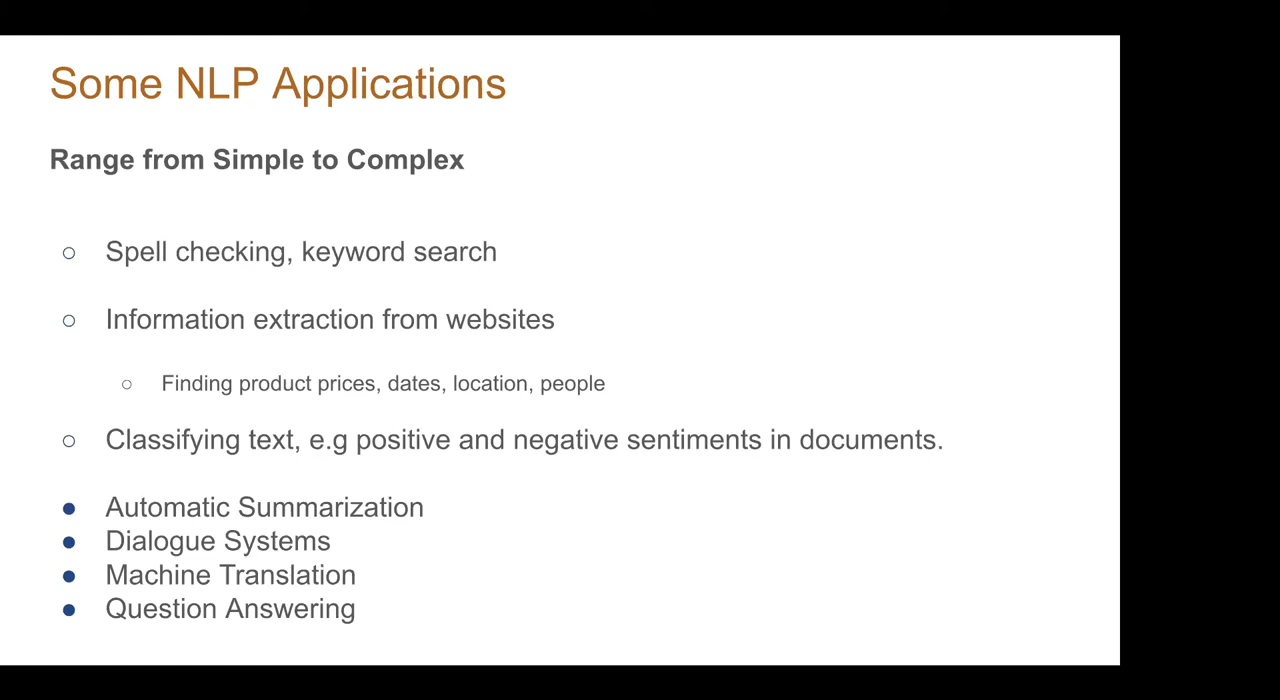 Some NLP Applications
Range from Simple to Complex
○ Spell checking, keyword search
○ Information extraction from websites
○ Finding product prices, dates, location, people
○ Classifying text, e.g positive and negative sentiments in documents.
● Automatic Summarization
● Dialogue Systems
● Machine Translation
● Question Answering